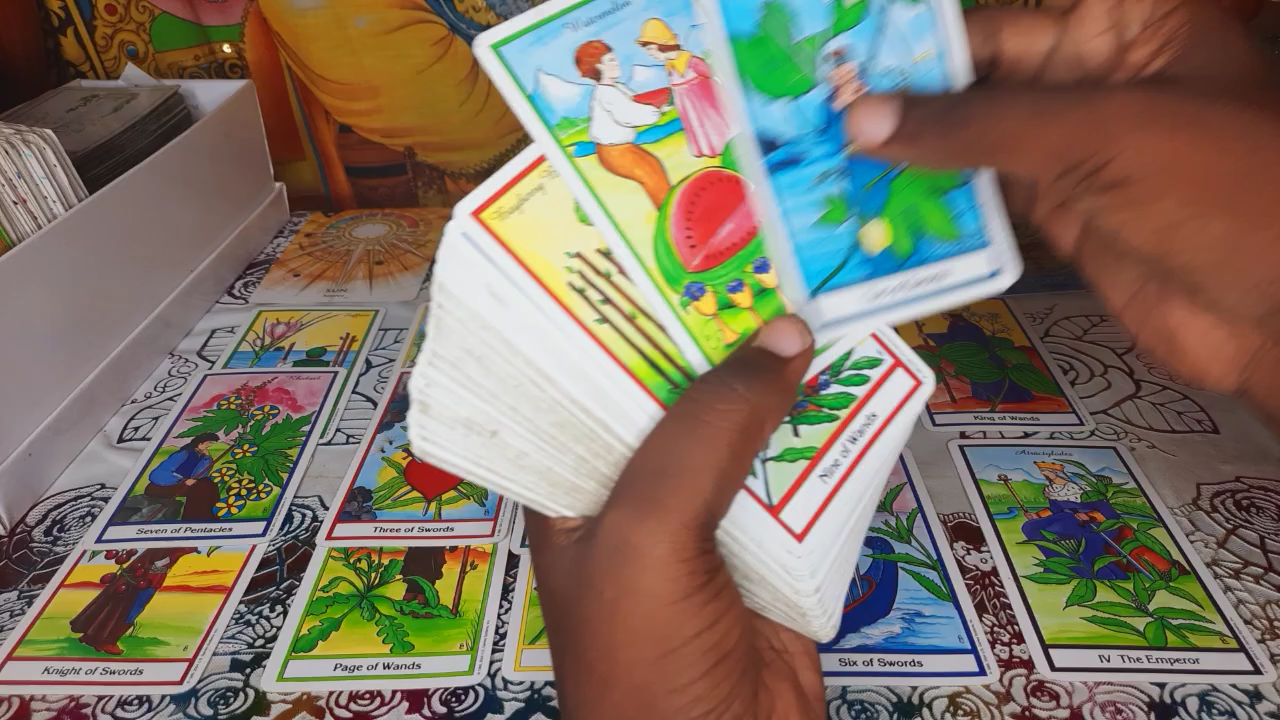 Watermelon
SUN
King of Wands
Nine of Wands
Seven of Pentacles
Three of Swords
Atractylodes
Knight of Swords
Page of Wands
Six of Swords
IV The Emperor